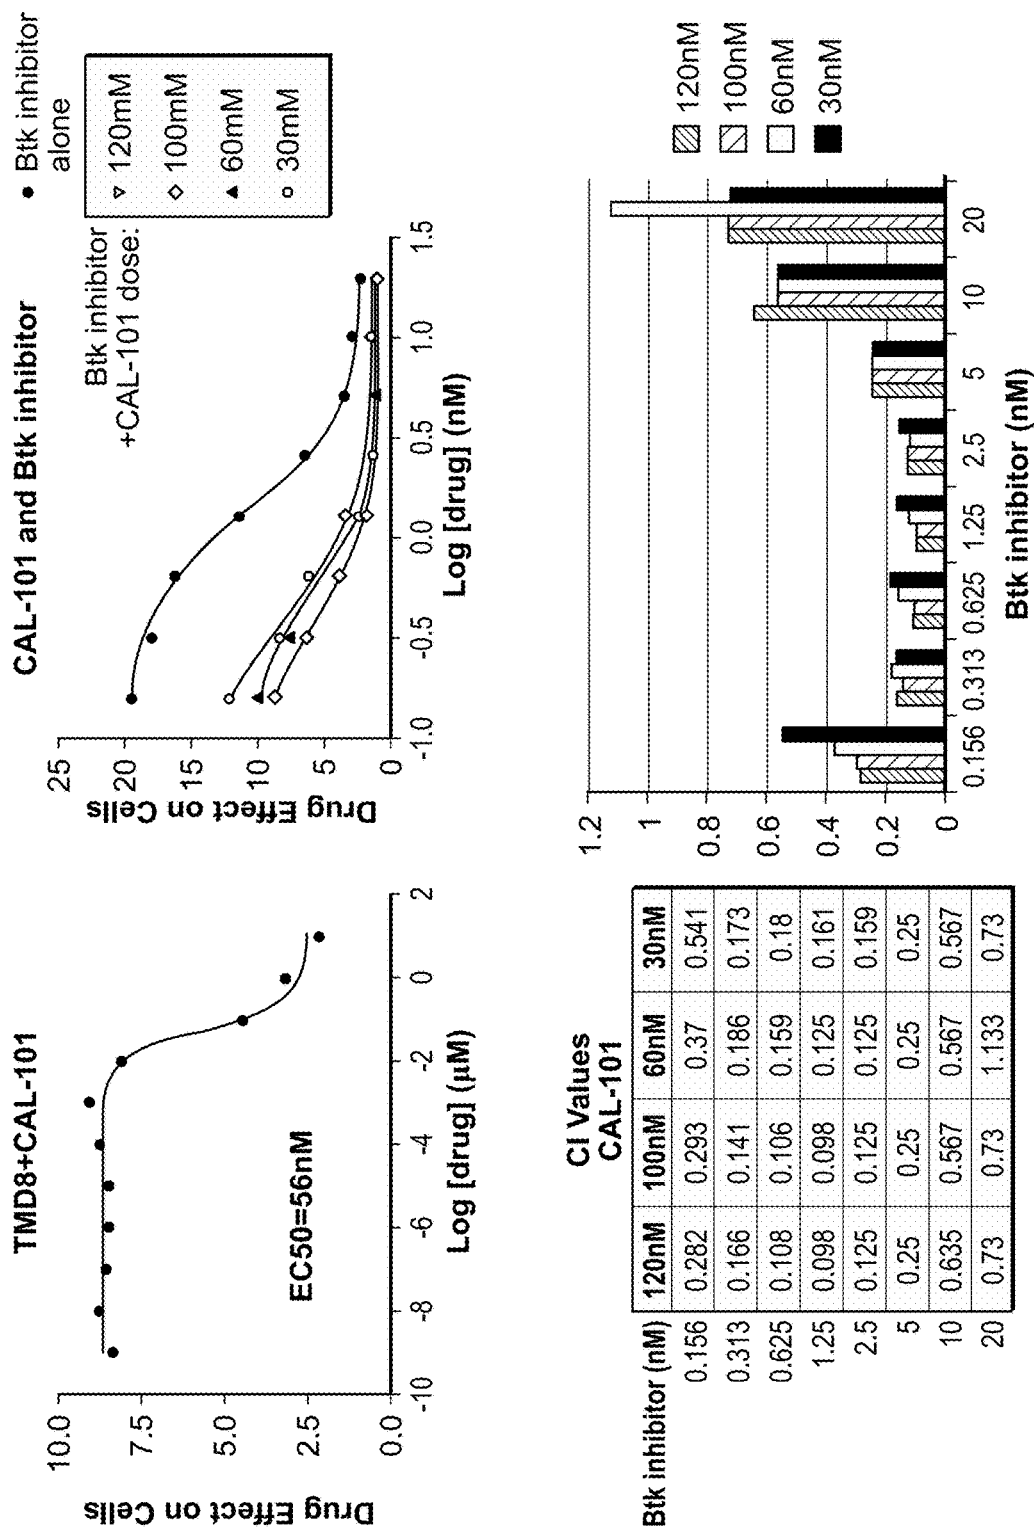 TMD8+CAL-101
Drug Effect on Cells
10.0
7.5
5.0
2.5
0.0
EC50=56nM
-10
-8
-6
-4
-2
0
2
Log [drug] (µM)
CAL-101 and Btk inhibitor
Drug Effect on Cells
25
20
15
10
5
0
-1.0
-0.5
0.0
0.5
1.0
1.5
Log [drug] (nM)
● Btk inhibitor
alone
Btk inhibitor
+CAL-101 dose:
▽ 120mM
◇ 100mM
▲ 60mM
○ 30mM
CI Values
CAL-101
Btk inhibitor (nM) 120nM 100nM 60nM 30nM
0.156 0.282 0.293 0.37 0.541
0.313 0.166 0.141 0.186 0.173
0.625 0.108 0.106 0.159 0.18
1.25 0.098 0.098 0.125 0.161
2.5 0.125 0.125 0.125 0.159
5 0.25 0.25 0.25 0.25
10 0.635 0.567 0.567 0.567
20 0.73 0.73 1.133 0.73
1.2
1
0.8
0.6
0.4
0.2
0
0.156
0.313
0.625
1.25
2.5
5
10
20
Btk inhibitor (nM)
120nM
100nM
60nM
30nM